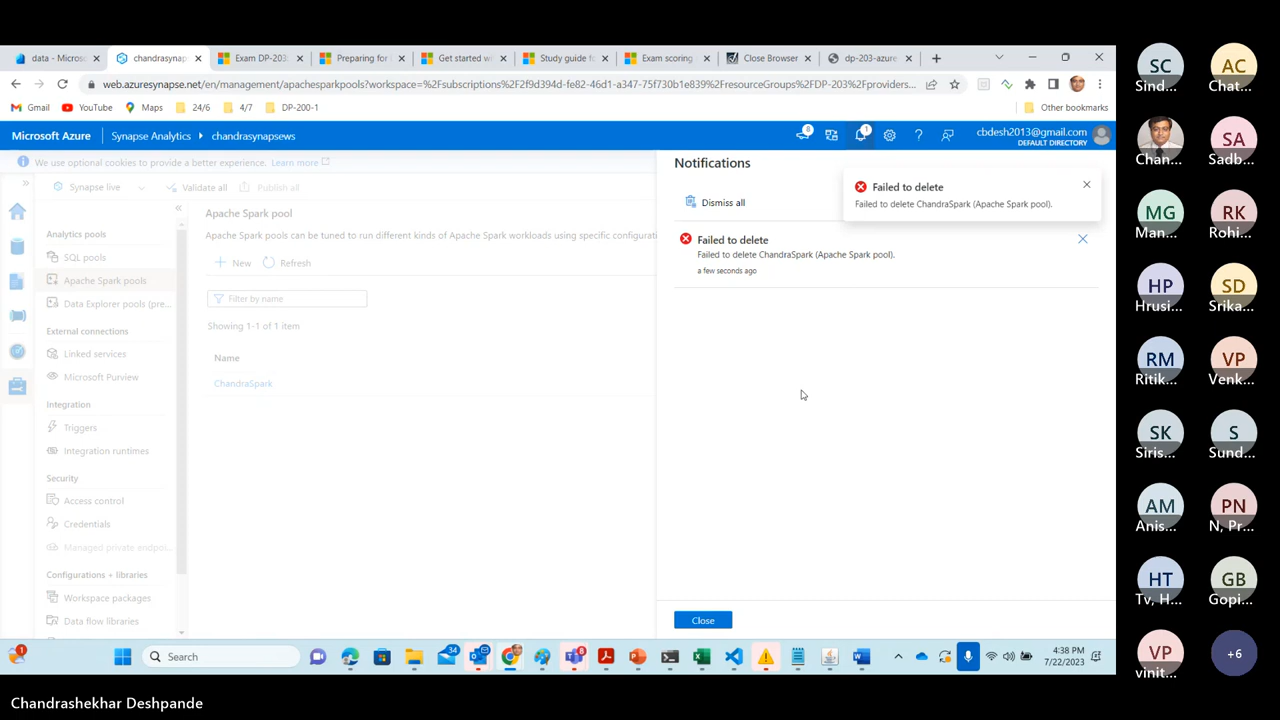 data - Microso
chandrasynap
Exam DP-203:
Preparing for
Get started wi
Study guide fo
Exam scoring
Close Browser
dp-203-azure
web.azuresynapse.net/en/management/apachesparkpools?workspace=%2Fsubscriptions%2F2f9d394d-fe82-46d1-a347-75f730b1e839%2FresourceGroups%2FDP-203%2Fproviders...
Gmail
YouTube
Maps
24/6
4/7
DP-200-1
Other bookmarks
Microsoft Azure
Synapse Analytics
chandrasynapsews
8
1
cbdesh2013@gmail.com
DEFAULT DIRECTORY
We use optional cookies to provide a better experience. Learn more
Synapse live
Validate all
Publish all
Analytics pools
SQL pools
Apache Spark pools
Data Explorer pools (pre...
External connections
Linked services
Microsoft Purview
Integration
Triggers
Integration runtimes
Security
Access control
Credentials
Managed private endpoi...
Configurations + libraries
Workspace packages
Data flow libraries
Apache Spark pool
Apache Spark pools can be tuned to run different kinds of Apache Spark workloads using specific configuratio
New
Refresh
Filter by name
Showing 1-1 of 1 item
Name
ChandraSpark
Notifications
Dismiss all
Failed to delete
Failed to delete ChandraSpark (Apache Spark pool).
Failed to delete
Failed to delete ChandraSpark (Apache Spark pool).
a few seconds ago
Close
1
Search
34
8
4:38 PM
7/22/2023
SC
Sind...
AC
Chat...
Chan...
SA
Sadb...
MG
Man...
RK
Rohi...
HP
Hrusi...
SD
Srika...
RM
Ritik...
VP
Venk...
SK
Siris...
S
Sund...
AM
Anis...
PN
N, Pr...
HT
Tv, H...
GB
Gopi...
VP
vinit...
+6
Chandrashekhar Deshpande